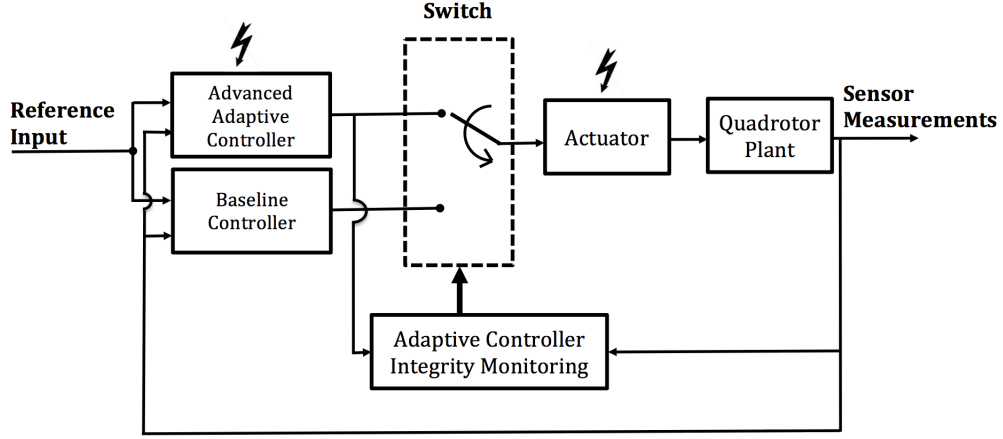 Switch
Reference
Input
Advanced
Adaptive
Controller
Baseline
Controller
Actuator
Quadrotor
Plant
Sensor
Measurements
Adaptive Controller
Integrity Monitoring